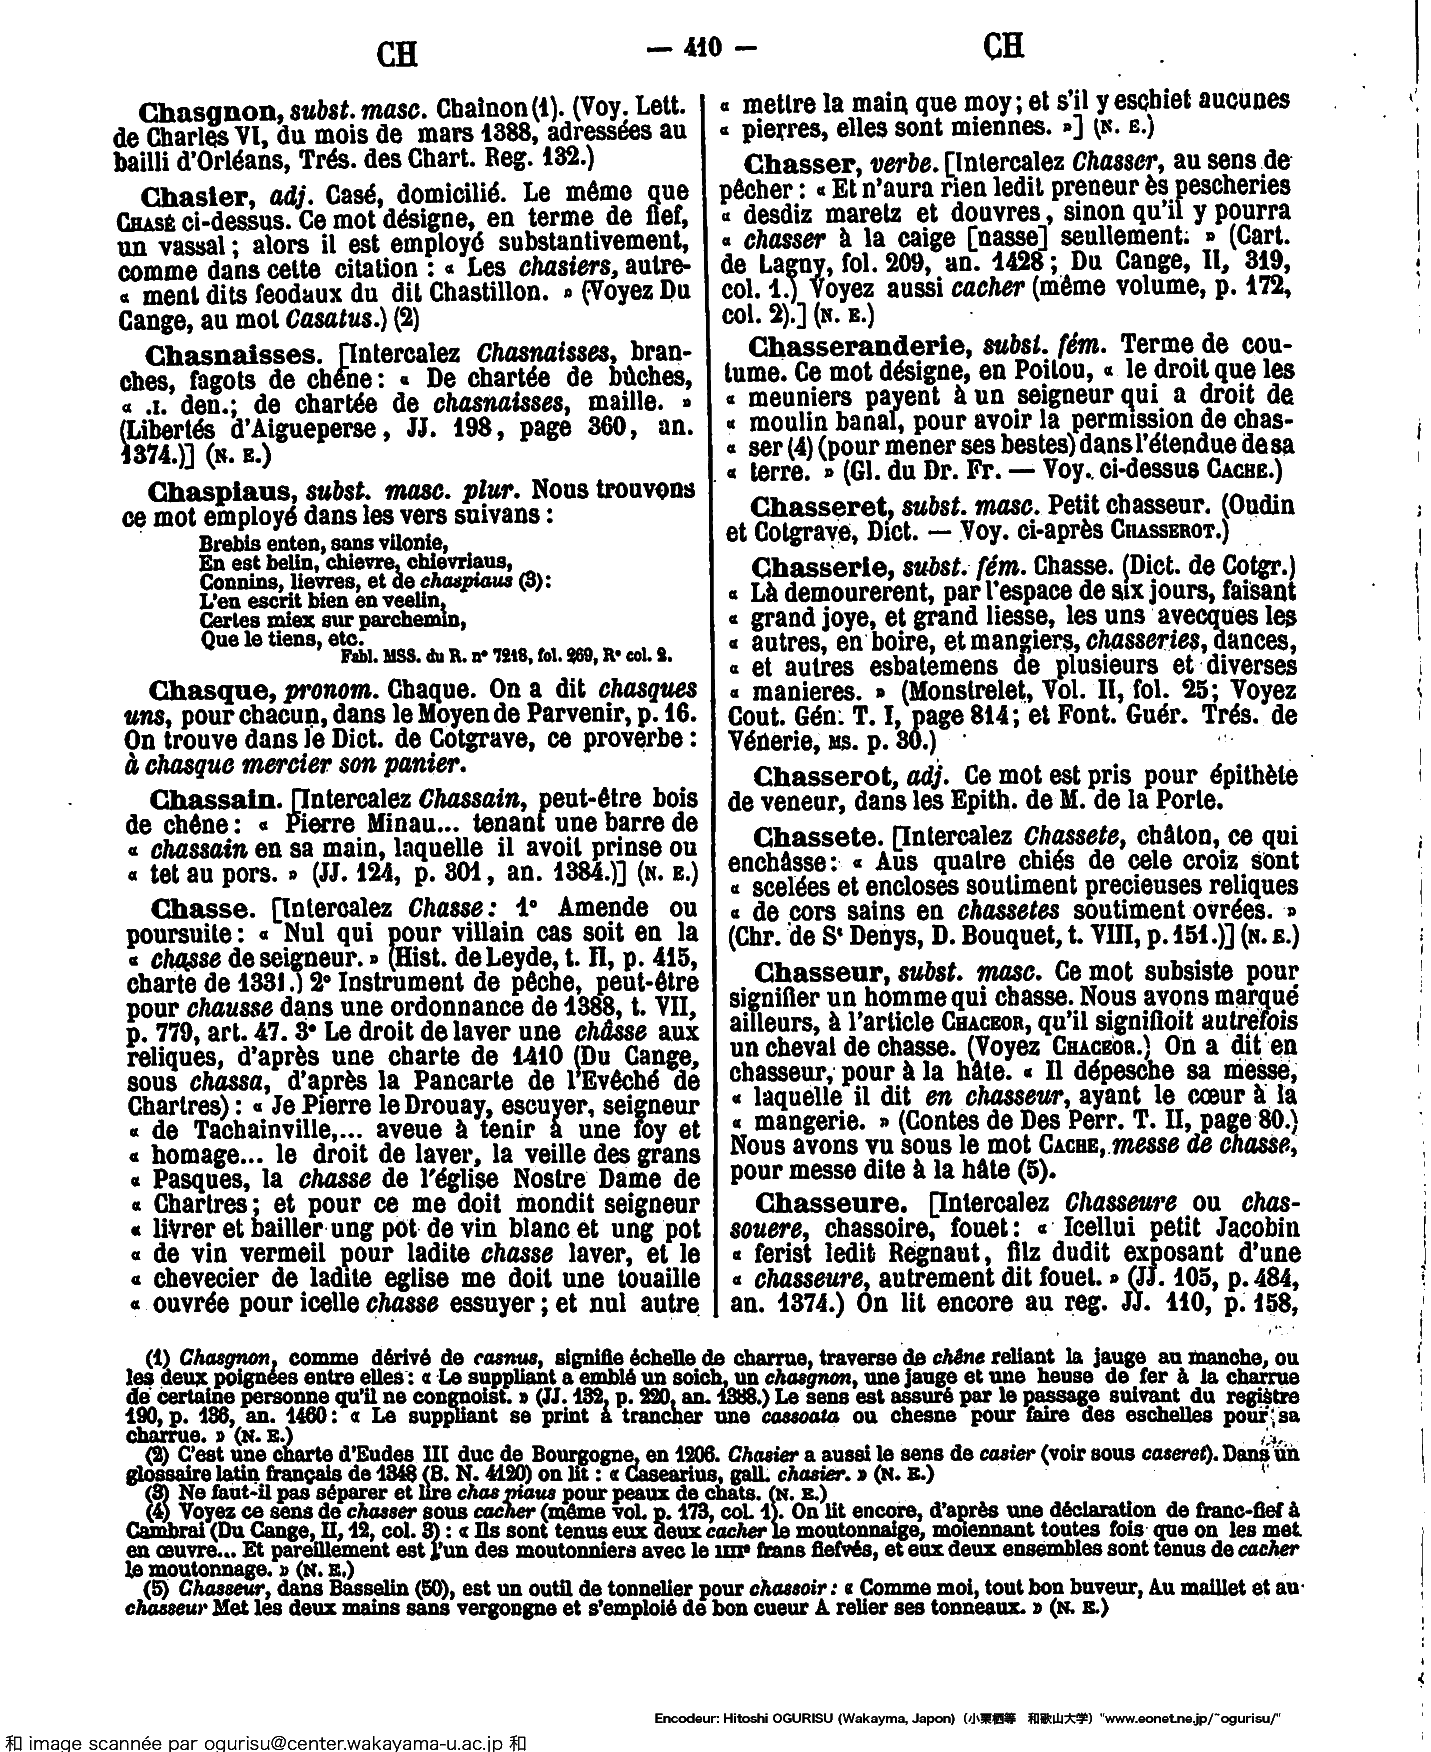 CH
— 410 —
CH
Chasgnon, subst. masc. Chaînon (1). (Voy. Lett.
de Charles VI, du mois de mars 1388, adressées au
bailli d'Orléans, Trés. des Chart. Reg. 132.)
Chasier, adj. Casé, domicilié. Le même que
CHASÉ ci-dessus. Ce mot désigne, en terme de fief,
un vassal ; alors il est employé substantivement,
comme dans cette citation : « Les chasiers, autre-
« ment dits feodaux du dit Chastillon. » (Voyez Du
Cange, au mot Casatus.) (2)
Chasnaisses. [Intercalez Chasnaisses, bran-
ches, fagots de chêne : « De chartée de bûches,
« .I. den.; de chartée de chasnaisses, maille. »
(Libertés d'Aigueperse, JJ. 198, page 360, an.
1374.)] (N. E.)
Chaspiaus, subst. masc. plur. Nous trouvons
ce mot employé dans les vers suivans :
Brebis enten, sans vilonie,
En est belin, chievre, chievriaus,
Connins, lievres, et de chaspiaus (3):
L'en escrit bien en veelin,
Certes miex sur parchemin,
Que le tiens, etc.
Fabl. MSS. du R. n° 7218, fol. 269, R° col. 2.
Chasque, pronom. Chaque. On a dit chasques
uns, pour chacun, dans le Moyen de Parvenir, p. 16.
On trouve dans le Dict. de Cotgrave, ce proverbe :
à chasque mercier son panier.
Chassain. [Intercalez Chassain, peut-être bois
de chêne : « Pierre Minau... tenant une barre de
« chassain en sa main, laquelle il avoit prinse ou
« tet au pors. » (JJ. 124, p. 301, an. 1384.)] (N. E.)
Chasse. [Intercalez Chasse : 1° Amende ou
poursuite : « Nul qui pour villain cas soit en la
« chasse de seigneur. » (Hist. de Leyde, t. II, p. 415,
charte de 1331.) 2° Instrument de pêche, peut-être
pour chausse dans une ordonnance de 1388, t. VII,
p. 779, art. 47. 3° Le droit de laver une châsse aux
reliques, d'après une charte de 1410 (Du Cange,
sous chassa, d'après la Pancarte de l'Evêché de
Chartres) : « Je Pierre le Drouay, escuyer, seigneur
« de Tachainville,... aveue à tenir à une foy et
« homage... le droit de laver, la veille des grans
« Pasques, la chasse de l'église Nostre Dame de
« Chartres ; et pour ce me doit mondit seigneur
« livrer et bailler ung pot de vin blanc et ung pot
« de vin vermeil pour ladite chasse laver, et le
« chevecier de ladite eglise me doit une touaille
« ouvrée pour icelle chasse essuyer ; et nul autre
« mettre la main que moy ; et s'il y eschiet aucunes
« pierres, elles sont miennes. »] (N. E.)
Chasser, verbe. [Intercalez Chasser, au sens de
pêcher : « Et n'aura rien ledit preneur ès pescheries
« desdiz maretz et douvres, sinon qu'il y pourra
« chasser à la caige [nasse] seullement. » (Cart.
de Lagny, fol. 209, an. 1428 ; Du Cange, II, 319,
col. 1.) Voyez aussi cacher (même volume, p. 172,
col. 2).] (N. E.)
Chasseranderie, subst. fém. Terme de cou-
tume. Ce mot désigne, en Poitou, « le droit que les
« meuniers payent à un seigneur qui a droit de
« moulin banal, pour avoir la permission de chas-
« ser (4) (pour mener ses bestes) dans l'étendue de sa
« terre. » (Gl. du Dr. Fr. — Voy. ci-dessus CACHE.)
Chasseret, subst. masc. Petit chasseur. (Oudin
et Cotgrave, Dict. — Voy. ci-après CHASSEROT.)
Chasserie, subst. fém. Chasse. (Dict. de Cotgr.)
« Là demourerent, par l'espace de six jours, faisant
« grand joye, et grand liesse, les uns avecques les
« autres, en boire, et mangiers, chasseries, dances,
« et autres esbatemens de plusieurs et diverses
« manieres. » (Monstrelet, Vol. II, fol. 25 ; Voyez
Cout. Gén. T. I, page 814 ; et Font. Guér. Trés. de
Vénerie, MS. p. 30.)
Chasserot, adj. Ce mot est pris pour épithète
de veneur, dans les Epith. de M. de la Porte.
Chassete. [Intercalez Chassete, châton, ce qui
enchâsse : « Aus quatre chiés de cele croiz sont
« scelées et encloses soutiment precieuses reliques
« de cors sains en chassetes soutiment ovrées. »
(Chr. de St Denys, D. Bouquet, t. VIII, p. 151.)] (N. E.)
Chasseur, subst. masc. Ce mot subsiste pour
signifier un homme qui chasse. Nous avons marqué
ailleurs, à l'article CHACEOR, qu'il signifioit autrefois
un cheval de chasse. (Voyez CHACEOR.) On a dit en
chasseur, pour à la hâte. « Il dépesche sa messe,
« laquelle il dit en chasseur, ayant le cœur à la
« mangerie. » (Contes de Des Perr. T. II, page 80.)
Nous avons vu sous le mot CACHE, messe de chasse,
pour messe dite à la hâte (5).
Chasseure. [Intercalez Chasseure ou chas-
souere, chassoire, fouet : « Icellui petit Jacobin
« ferist ledit Regnaut, filz dudit exposant d'une
« chasseure, autrement dit fouet. » (JJ. 105, p. 484,
an. 1374.) On lit encore au reg. JJ. 110, p. 158,
(1) Chasgnon, comme dérivé de casnus, signifie échelle de charrue, traverse de chêne reliant la jauge au manche, ou
les deux poignées entre elles : « Le suppliant a emblé un soich, un chasgnon, une jauge et une heuse de fer à la charrue
de certaine personne qu'il ne congnoist. » (JJ. 132, p. 220, an. 1388.) Le sens est assuré par le passage suivant du registre
190, p. 136, an. 1460 : « Le suppliant se print à trancher une cassoata ou chesne pour faire des eschelles pour sa
charrue. » (N. E.)
(2) C'est une charte d'Eudes III duc de Bourgogne, en 1206. Chasier a aussi le sens de casier (voir sous caseret). Dans un
glossaire latin français de 1348 (B. N. 4120) on lit : « Casearius, gall. chasier. » (N. E.)
(3) Ne faut-il pas séparer et lire chas piaus pour peaux de chats. (N. E.)
(4) Voyez ce sens de chasser sous cacher (même vol. p. 173, col. 1). On lit encore, d'après une déclaration de franc-fief à
Cambrai (Du Cange, II, 12, col. 3) : « Ils sont tenus eux deux cacher le moutonnaige, moiennant toutes fois que on les met
en œuvre... Et pareillement est l'un des moutonniers avec le IIIIe frans fiefvés, et eux deux ensembles sont tenus de cacher
le moutonnage. » (N. E.)
(5) Chasseur, dans Basselin (50), est un outil de tonnelier pour chassoir : « Comme moi, tout bon buveur, Au maillet et au
chasseur Met les deux mains sans vergongne et s'emploié de bon cueur A relier ses tonneaux. » (N. E.)
Encodeur: Hitoshi OGURISU (Wakayma, Japon)（小栗栖等　和歌山大学）"www.eonet.ne.jp/~ogurisu/"
和 image scannée par ogurisu@center.wakayama-u.ac.jp 和